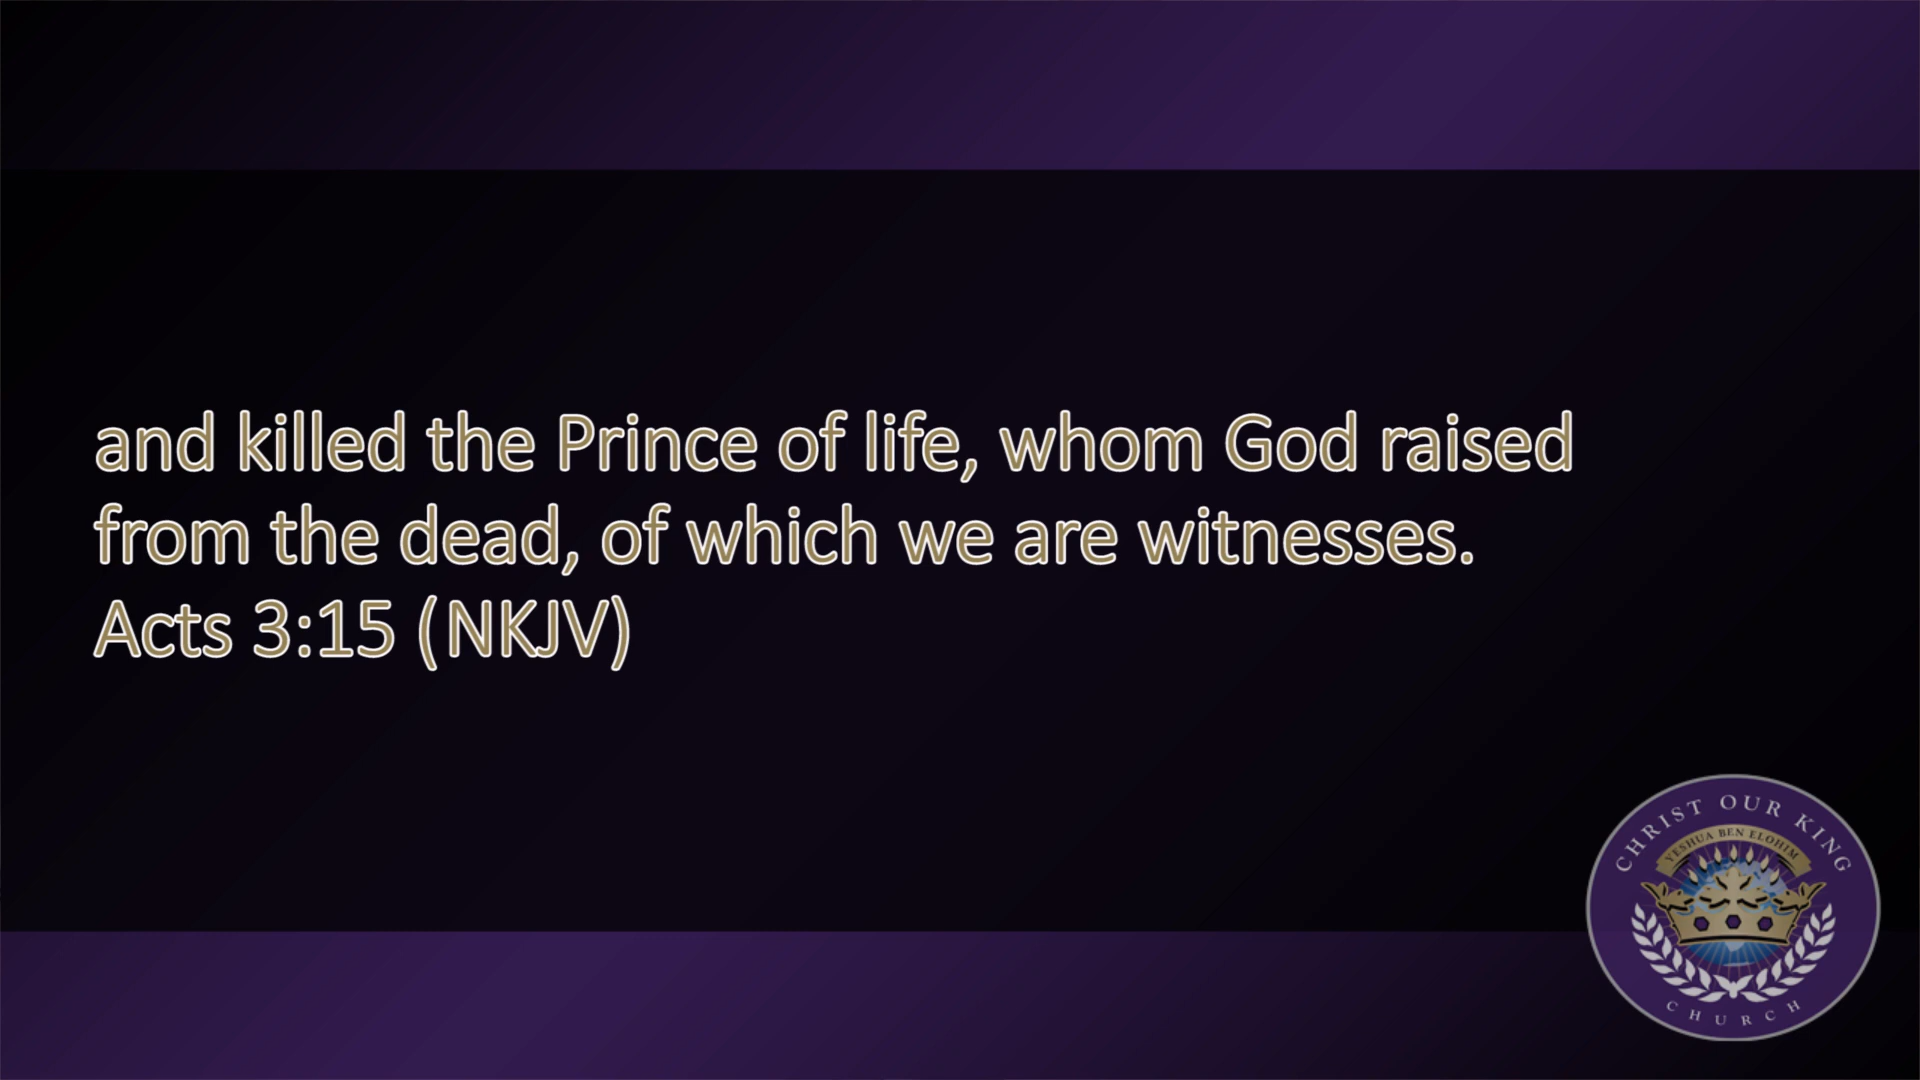 and killed the Prince of life, whom God raised
from the dead, of which we are witnesses.
Acts 3:15 (NKJV)
CHRIST OUR KING
YESHUA BEN ELOHIM
CHURCH